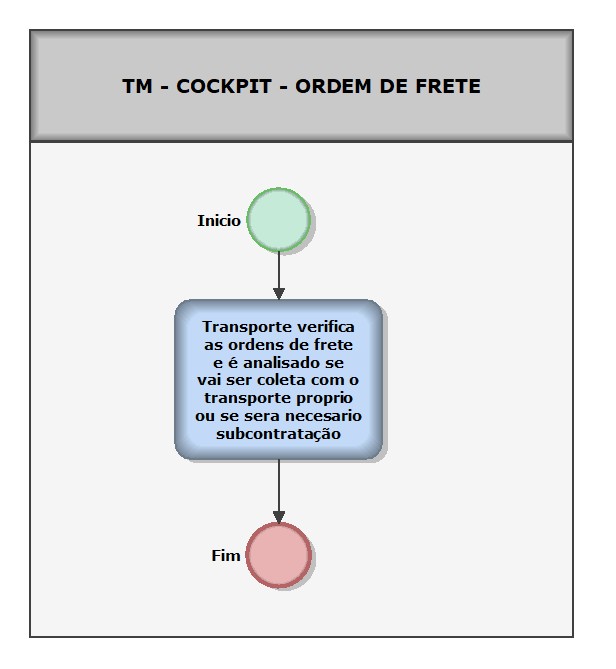 TM - COCKPIT - ORDEM DE FRETE
Inicio
Transporte verifica
as ordens de frete
e é analisado se
vai ser coleta com o
transporte proprio
ou se sera necesario
subcontratação
Fim